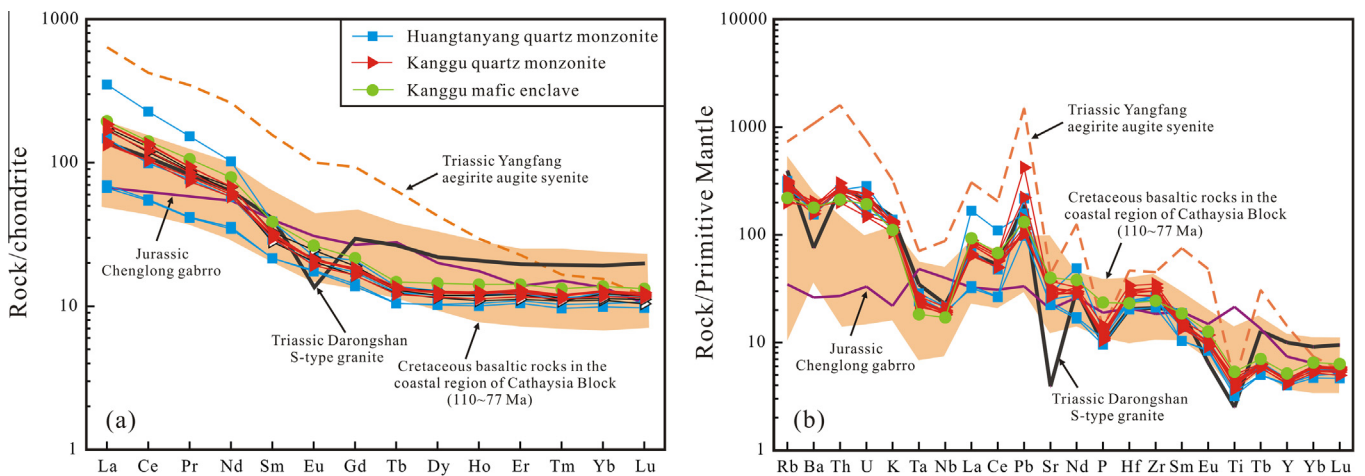 1000
100
10
1
Rock/chondrite
Huangtanyang quartz monzonite
Kanggu quartz monzonite
Kanggu mafic enclave
Triassic Yangfang
aegirite augite syenite
Jurassic
Chenglong gabrro
Triassic Darongshan
S-type granite
Cretaceous basaltic rocks in the
coastal region of Cathaysia Block
(110~77 Ma)
(a)
La Ce Pr Nd Sm Eu Gd Tb Dy Ho Er Tm Yb Lu
10000
1000
100
10
1
Rock/Primitive Mantle
Triassic Yangfang
aegirite augite syenite
Cretaceous basaltic rocks in the
coastal region of Cathaysia Block
(110~77 Ma)
Jurassic
Chenglong gabrro
Triassic Darongshan
S-type granite
(b)
Rb Ba Th U K Ta Nb La Ce Pb Sr Nd P Hf Zr Sm Eu Ti Tb Y Yb Lu